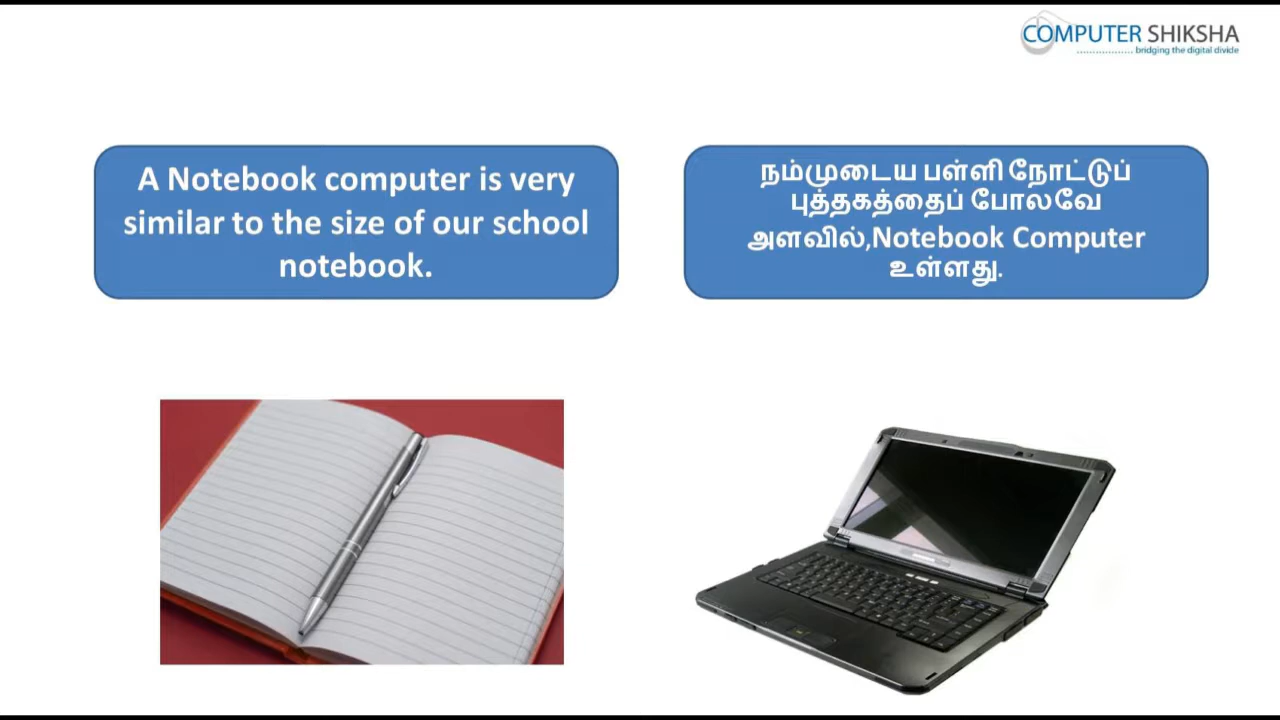 COMPUTER SHIKSHA
bridging the digital divide
A Notebook computer is very
similar to the size of our school
notebook.
நம்முடைய பள்ளி நோட்டுப்
புத்தகத்தைப் போலவே
அளவில்,Notebook Computer
உள்ளது.